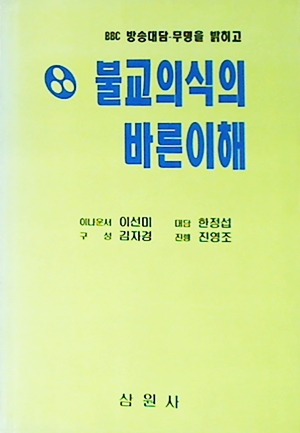 BBC 방송대담·무명을 밝히고
불교의식의
바른이해
아나운서 이선미 대담 한정섭
구 성 김자경 진행 진영조
삼원사